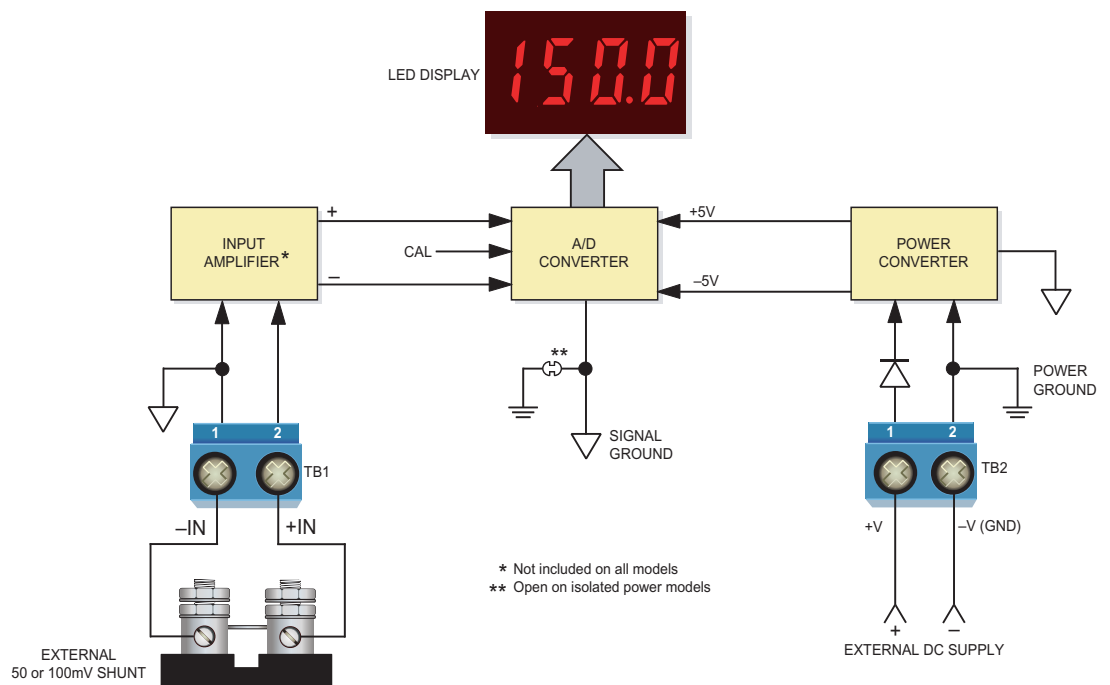 LED DISPLAY
150.0
INPUT
AMPLIFIER*
+
–
CAL
A/D
CONVERTER
+5V
–5V
POWER
CONVERTER
**
SIGNAL
GROUND
POWER
GROUND
1 2
TB1
–IN +IN
1 2
TB2
+V –V (GND)
* Not included on all models
** Open on isolated power models
+ –
EXTERNAL DC SUPPLY
EXTERNAL
50 or 100mV SHUNT